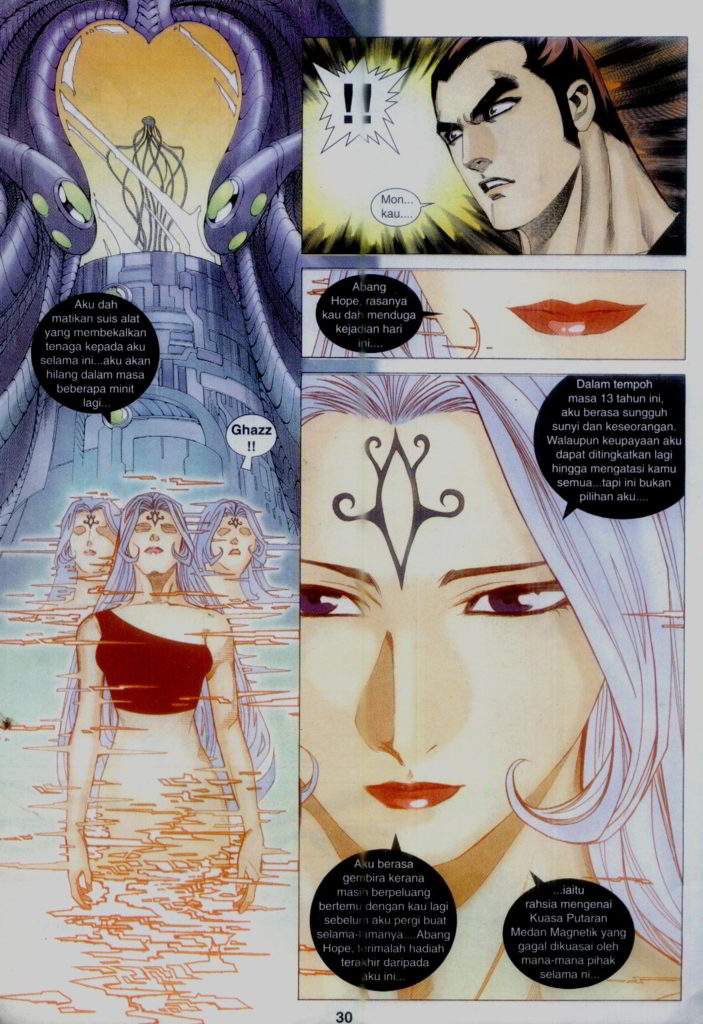 Aku dah
matikan suis alat
yang membekalkan
tenaga kepada aku
selama ini...aku akan
hilang dalam masa
beberapa minit
lagi...
Ghazz
!!
!!
Mon...
kau....
Abang
Hope, rasanya
kau dah menduga
kejadian hari
ini....
Dalam tempoh
masa 13 tahun ini,
aku berasa sungguh
sunyi dan keseorangan.
Walaupun keupayaan aku
dapat ditingkatkan lagi
hingga mengatasi kamu
semua...tapi ini bukan
pilihan aku....
Aku berasa
gembira kerana
masih berpeluang
bertemu dengan kau lagi
sebelum aku pergi buat
selama-lamanya....Abang
Hope, terimalah hadiah
terakhir daripada
aku ini...
...iaitu
rahsia mengenai
Kuasa Putaran
Medan Magnetik yang
gagal dikuasai oleh
mana-mana pihak
selama ni...
30